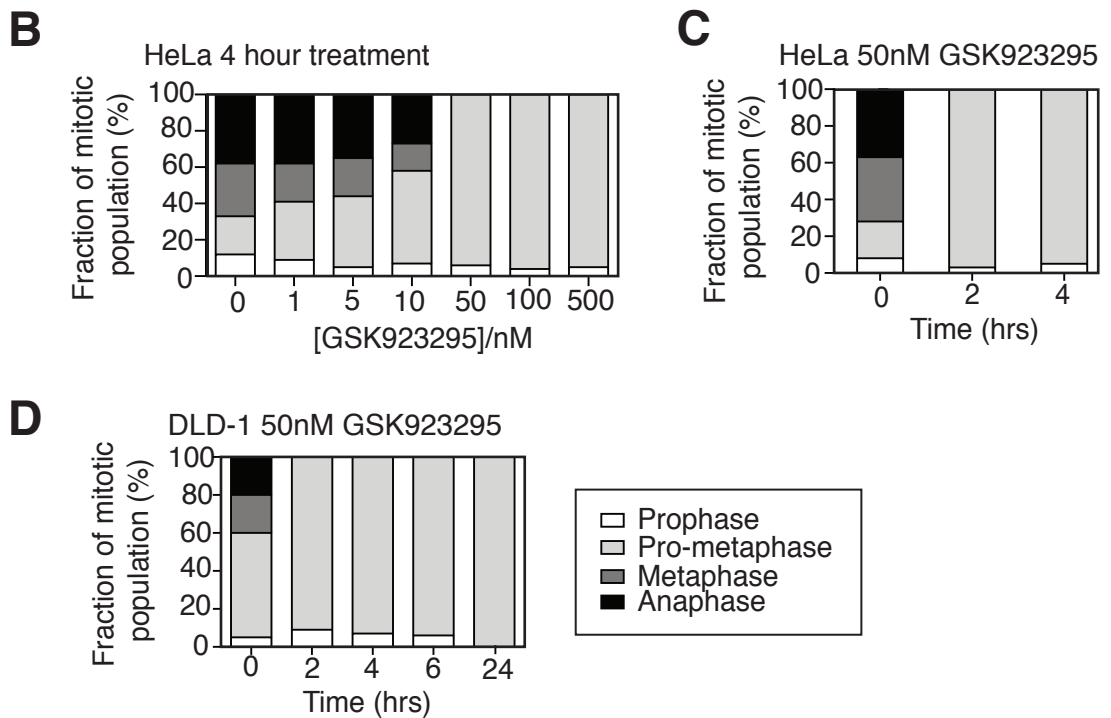 B
HeLa 4 hour treatment
Fraction of mitotic
population (%)
100
80
60
40
20
0
0 1 5 10 50 100 500
[GSK923295]/nM
C
HeLa 50nM GSK923295
Fraction of mitotic
population (%)
100
80
60
40
20
0
0 2 4
Time (hrs)
D
DLD-1 50nM GSK923295
Fraction of mitotic
population (%)
100
80
60
40
20
0
0 2 4 6 24
Time (hrs)
Prophase
Pro-metaphase
Metaphase
Anaphase